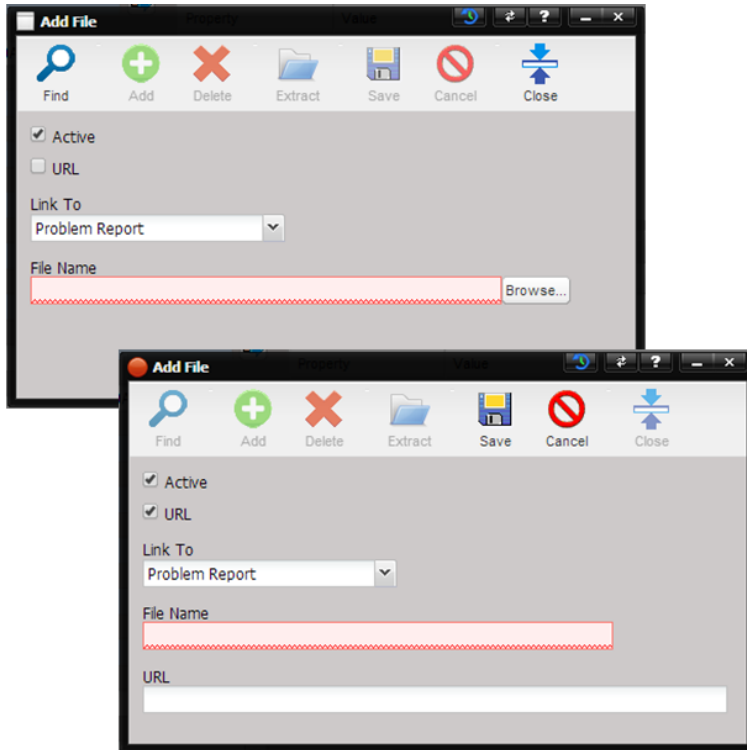 Add File Property Value ?
Find Add Delete Extract Save Cancel Close
Active
URL
Link To
Problem Report
File Name
Browse...
Add File Property Value ?
Find Add Delete Extract Save Cancel Close
Active
URL
Link To
Problem Report
File Name
URL